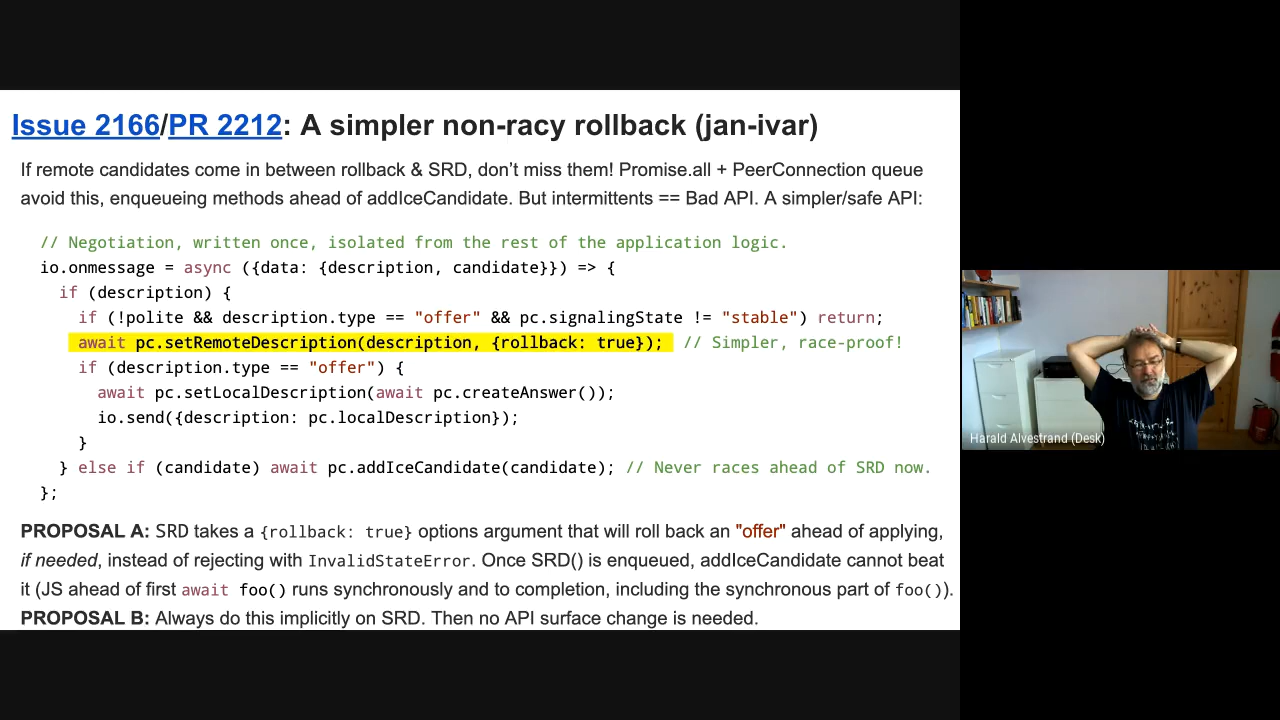 Issue 2166/PR 2212: A simpler non-racy rollback (jan-ivar)
If remote candidates come in between rollback & SRD, don’t miss them! Promise.all + PeerConnection queue
avoid this, enqueueing methods ahead of addIceCandidate. But intermittents == Bad API. A simpler/safe API:
// Negotiation, written once, isolated from the rest of the application logic.
io.onmessage = async ({data: {description, candidate}}) => {
if (description) {
if (!polite && description.type == "offer" && pc.signalingState != "stable") return;
await pc.setRemoteDescription(description, {rollback: true}); // Simpler, race-proof!
if (description.type == "offer") {
await pc.setLocalDescription(await pc.createAnswer());
io.send({description: pc.localDescription});
}
} else if (candidate) await pc.addIceCandidate(candidate); // Never races ahead of SRD now.
};
PROPOSAL A: SRD takes a {rollback: true} options argument that will roll back an "offer" ahead of applying,
if needed, instead of rejecting with InvalidStateError. Once SRD() is enqueued, addIceCandidate cannot beat
it (JS ahead of first await foo() runs synchronously and to completion, including the synchronous part of foo()).
PROPOSAL B: Always do this implicitly on SRD. Then no API surface change is needed.
Harald Alvestrand (Desk)